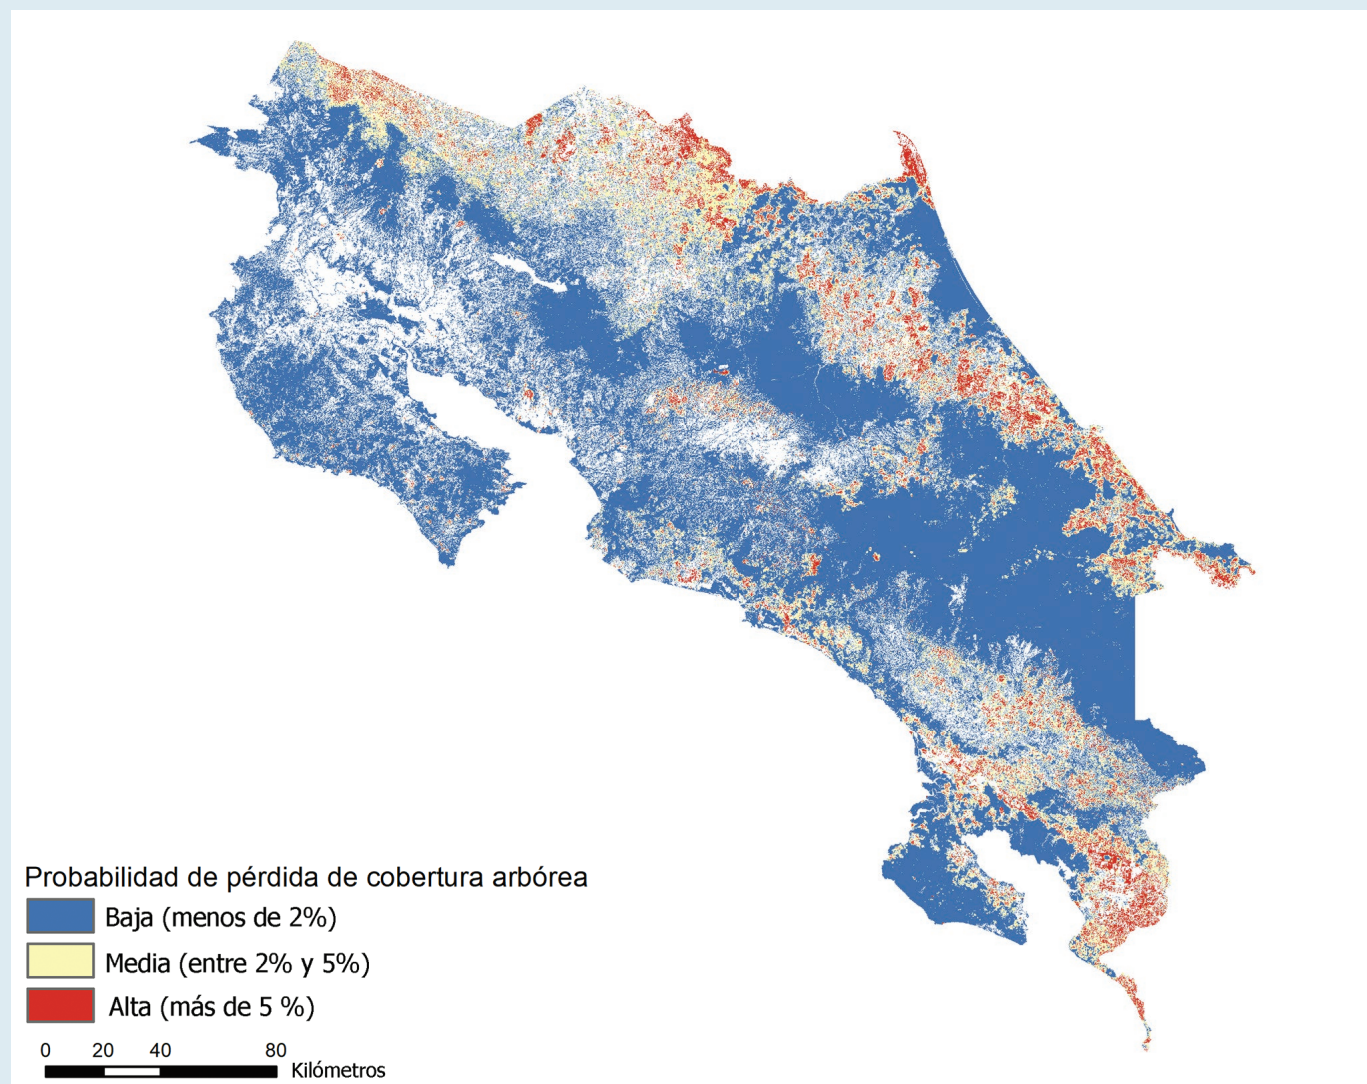 Probabilidad de pérdida de cobertura arbórea
Baja (menos de 2%)
Media (entre 2% y 5%)
Alta (más de 5 %)
0 20 40 80
Kilómetros